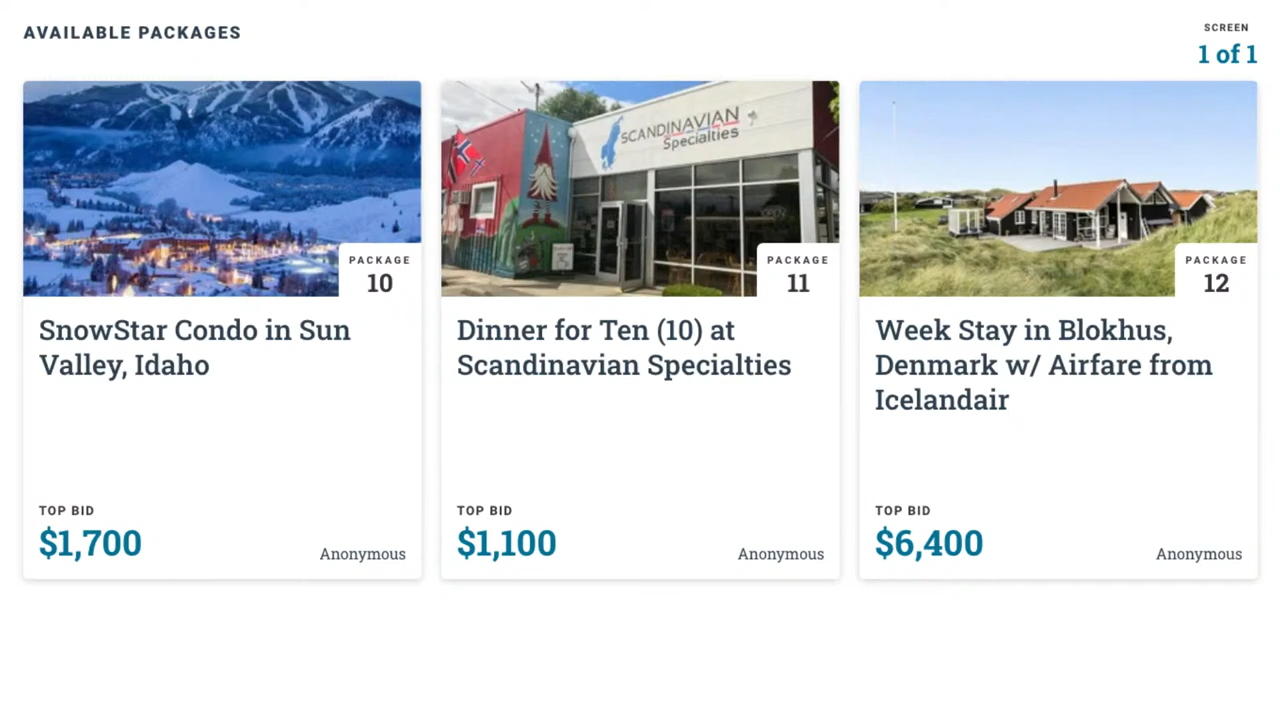 AVAILABLE PACKAGES
SCREEN
1 of 1
SCANDINAVIAN
Specialties
PACKAGE
10
PACKAGE
11
PACKAGE
12
SnowStar Condo in Sun
Valley, Idaho
Dinner for Ten (10) at
Scandinavian Specialties
Week Stay in Blokhus,
Denmark w/ Airfare from
Icelandair
TOP BID
$1,700
Anonymous
TOP BID
$1,100
Anonymous
TOP BID
$6,400
Anonymous